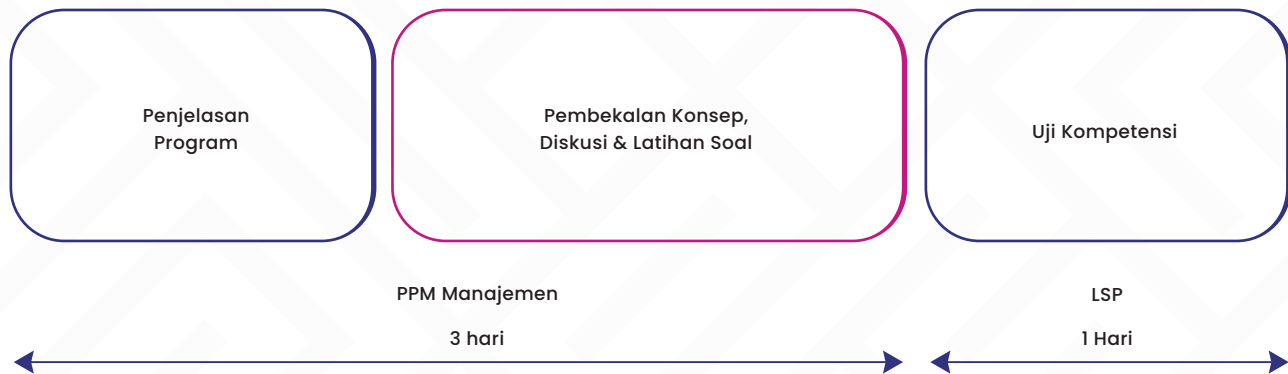 Penjelasan
Program
Pembekalan Konsep,
Diskusi & Latihan Soal
Uji Kompetensi
PPM Manajemen
3 hari
LSP
1 Hari